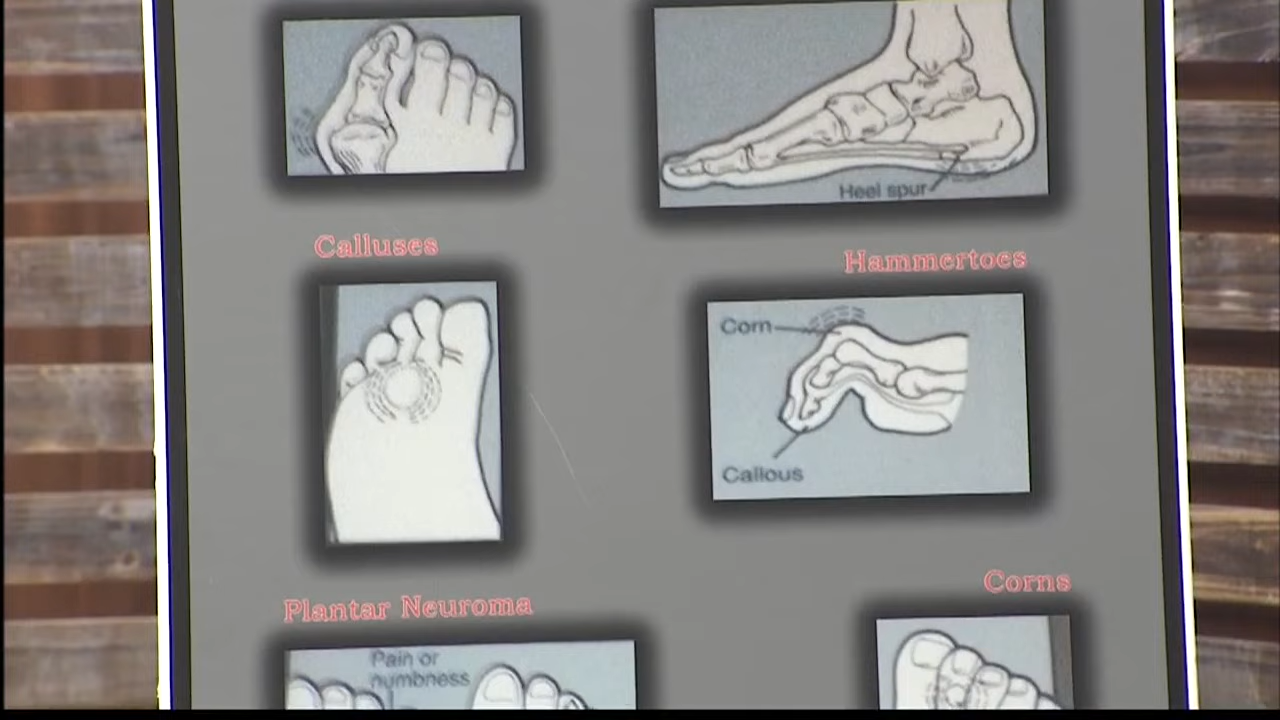 Heel spur
Calluses
Hammertoes
Corn
Callous
Corns
Plantar Neuroma
Pain or
numbness